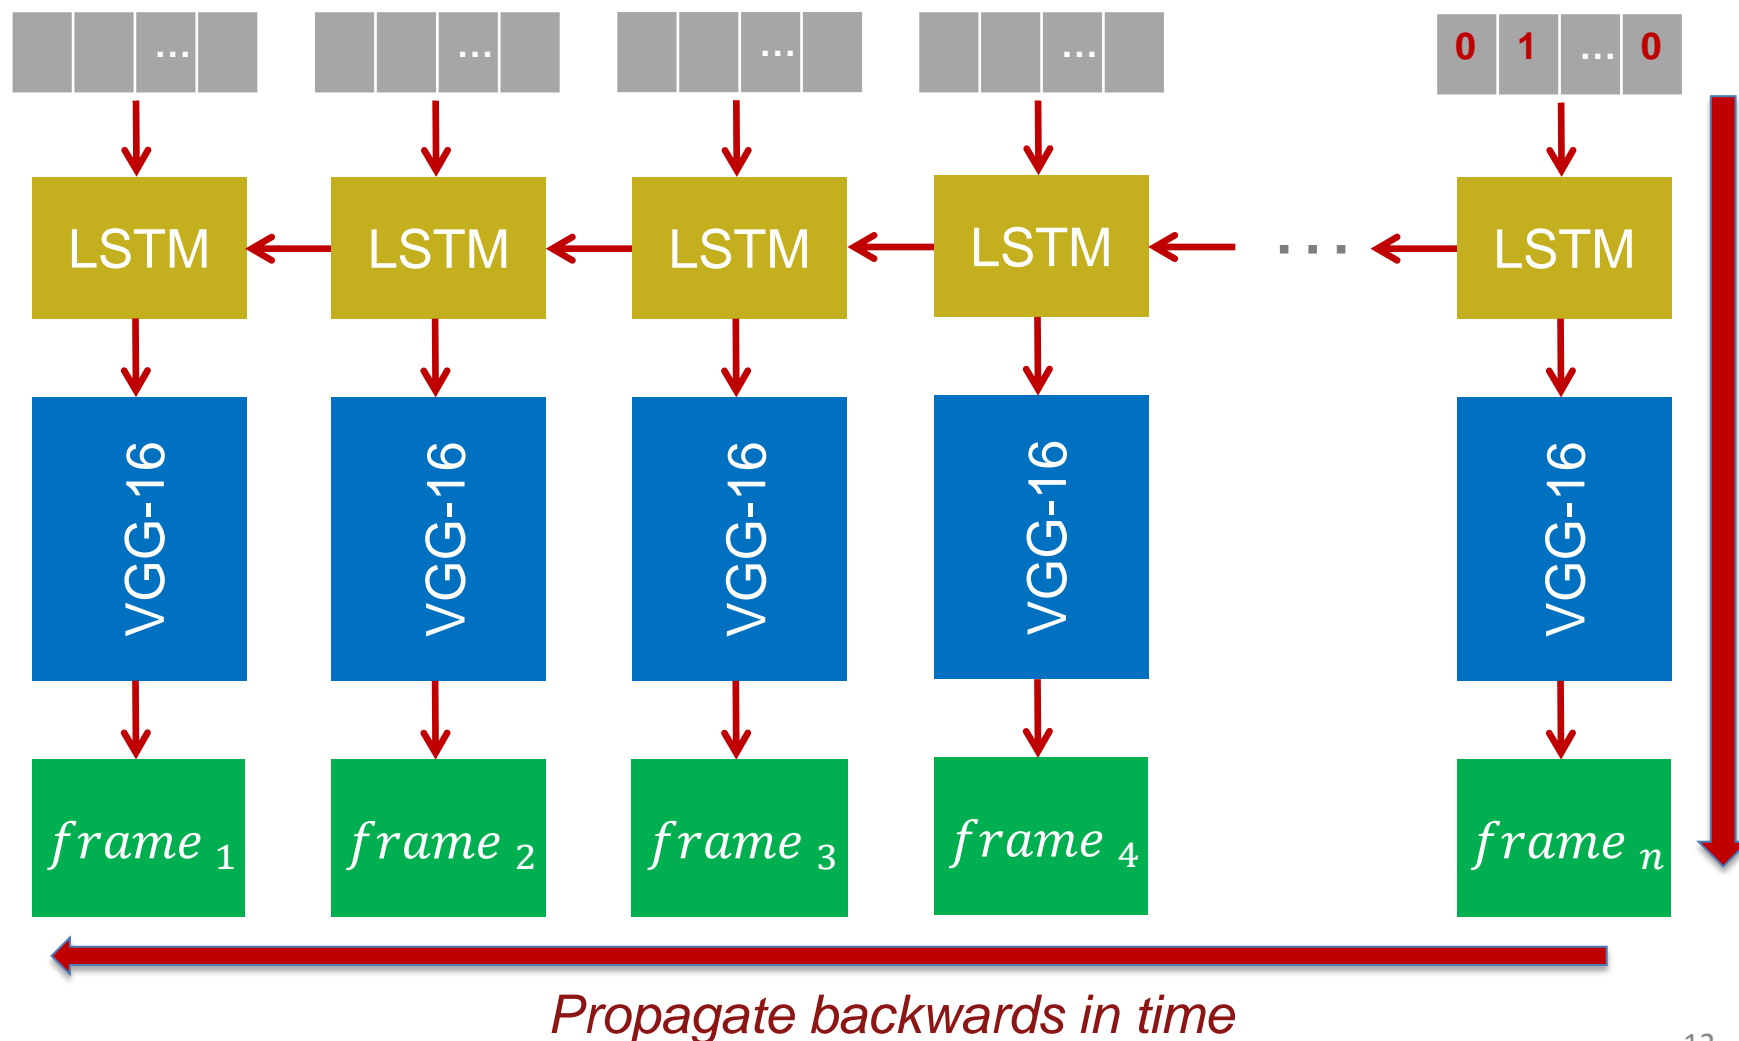 ... ... ... ... 0 1 ... 0
LSTM LSTM LSTM LSTM ... LSTM
VGG-16 VGG-16 VGG-16 VGG-16 VGG-16
frame 1 frame 2 frame 3 frame 4 frame n
Propagate backwards in time